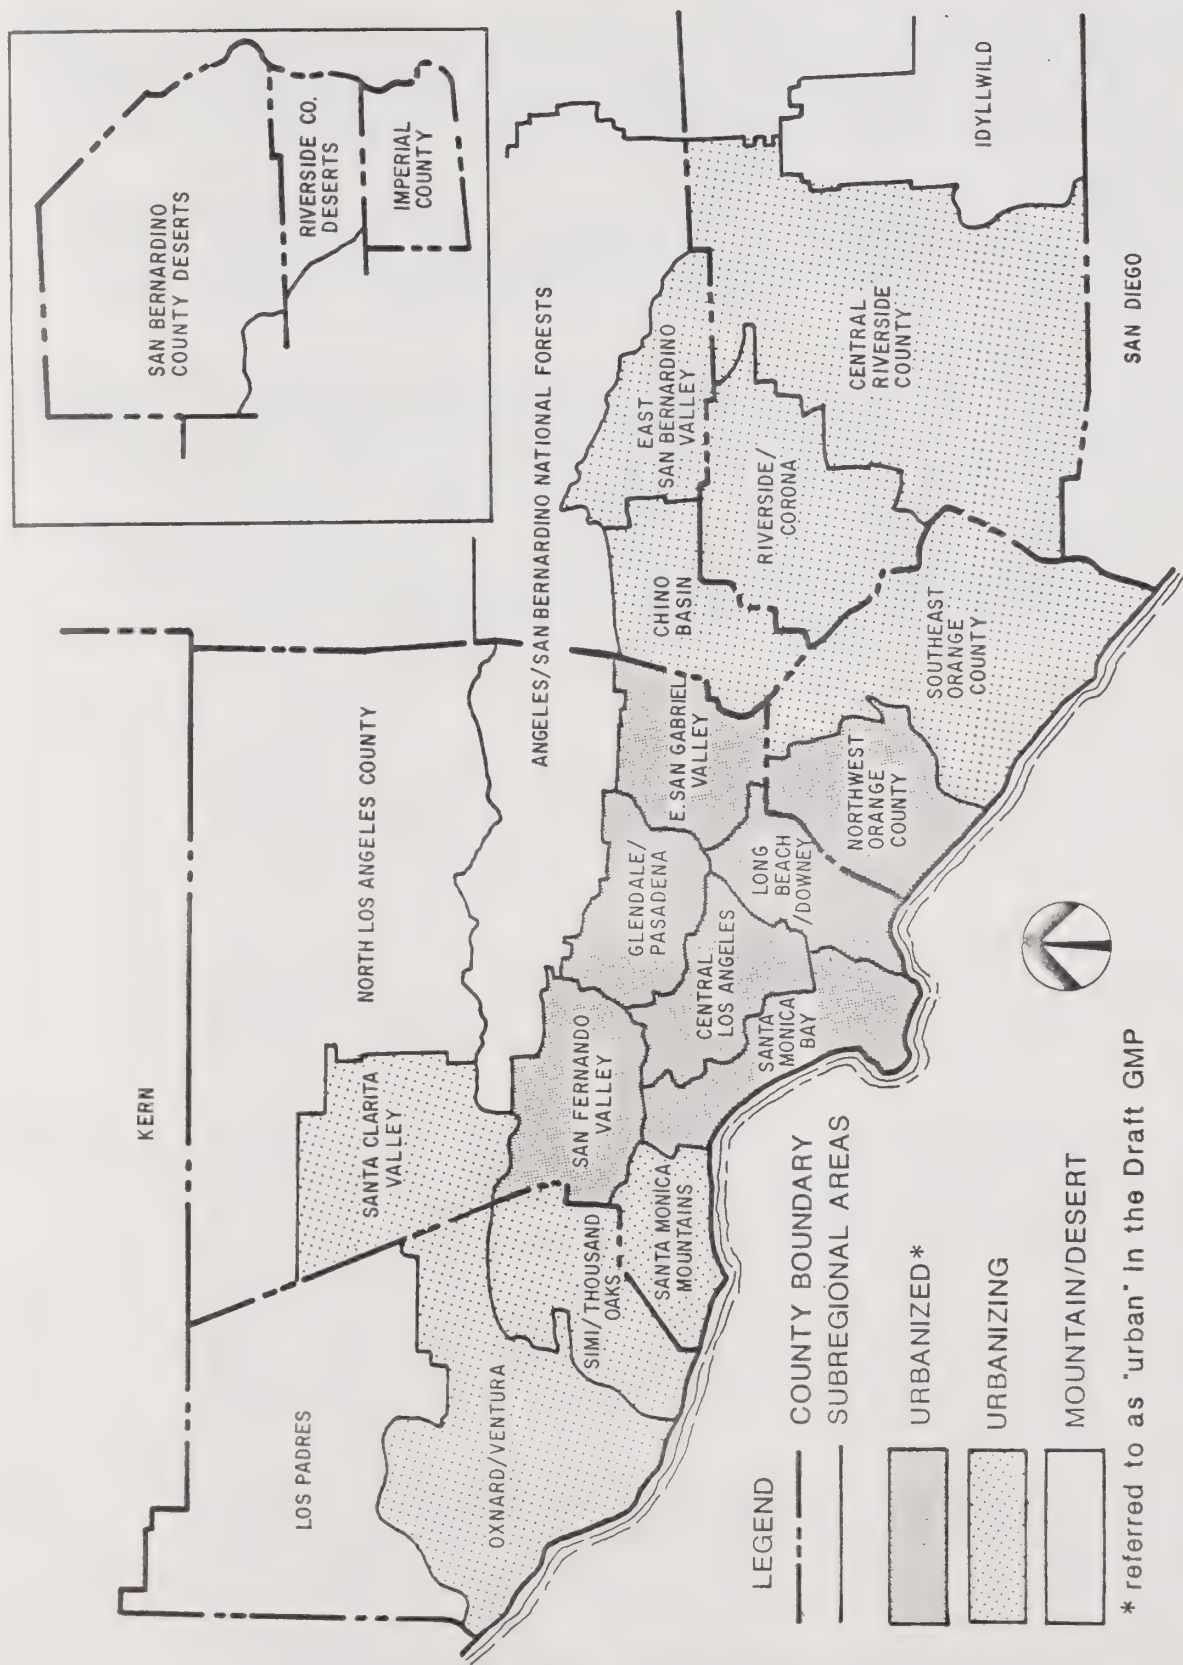 KERN
LOS PADRES
OXNARD/VENTURA
SANTA CLARITA
VALLEY
SIMI/THOUSAND
OAKS
SANTA MONICA
MOUNTAINS
SAN FERNANDO
VALLEY
NORTH LOS ANGELES COUNTY
ANGELES/SAN BERNARDINO NATIONAL FORESTS
GLENDALE/
PASADENA
CENTRAL
LOS ANGELES
SANTA
MONICA
BAY
E. SAN GABRIEL
VALLEY
LONG
BEACH
/DOWNEY
NORTHWEST
ORANGE
COUNTY
CHINO
BASIN
SOUTHEAST
ORANGE
COUNTY
EAST
SAN BERNARDINO
VALLEY
RIVERSIDE/
CORONA
CENTRAL
RIVERSIDE
COUNTY
IDYLLWILD
SAN DIEGO
SAN BERNARDINO
COUNTY DESERTS
RIVERSIDE CO.
DESERTS
IMPERIAL
COUNTY
LEGEND
COUNTY BOUNDARY
SUBREGIONAL AREAS
URBANIZED*
URBANIZING
MOUNTAIN/DESERT
* referred to as "urban" in the Draft GMP